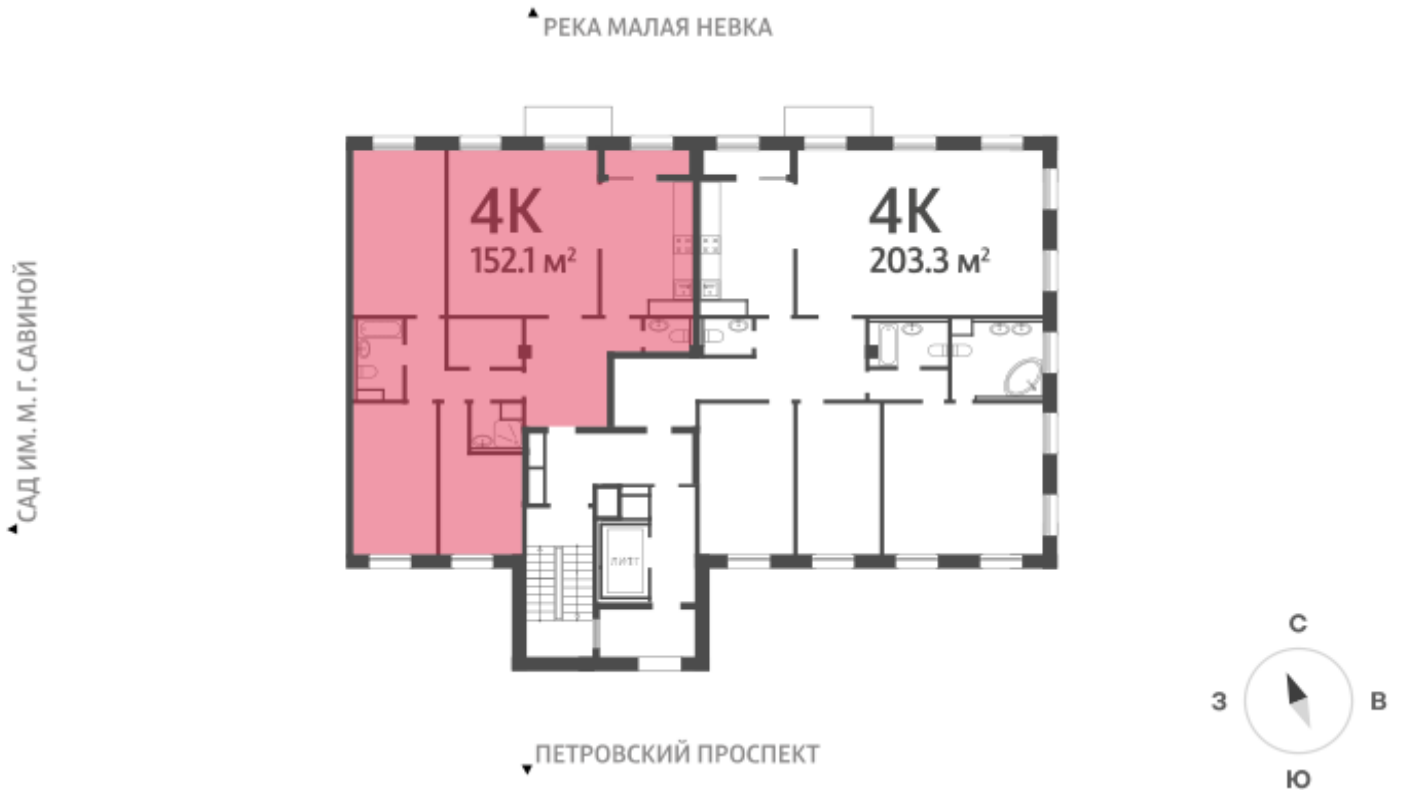 РЕКА МАЛАЯ НЕВКА
4К
152.1 м²
4К
203.3 м²
САД ИМ. М. Г. САВИНОЙ
ЛИФТ
С
З
В
Ю
ПЕТРОВСКИЙ ПРОСПЕКТ